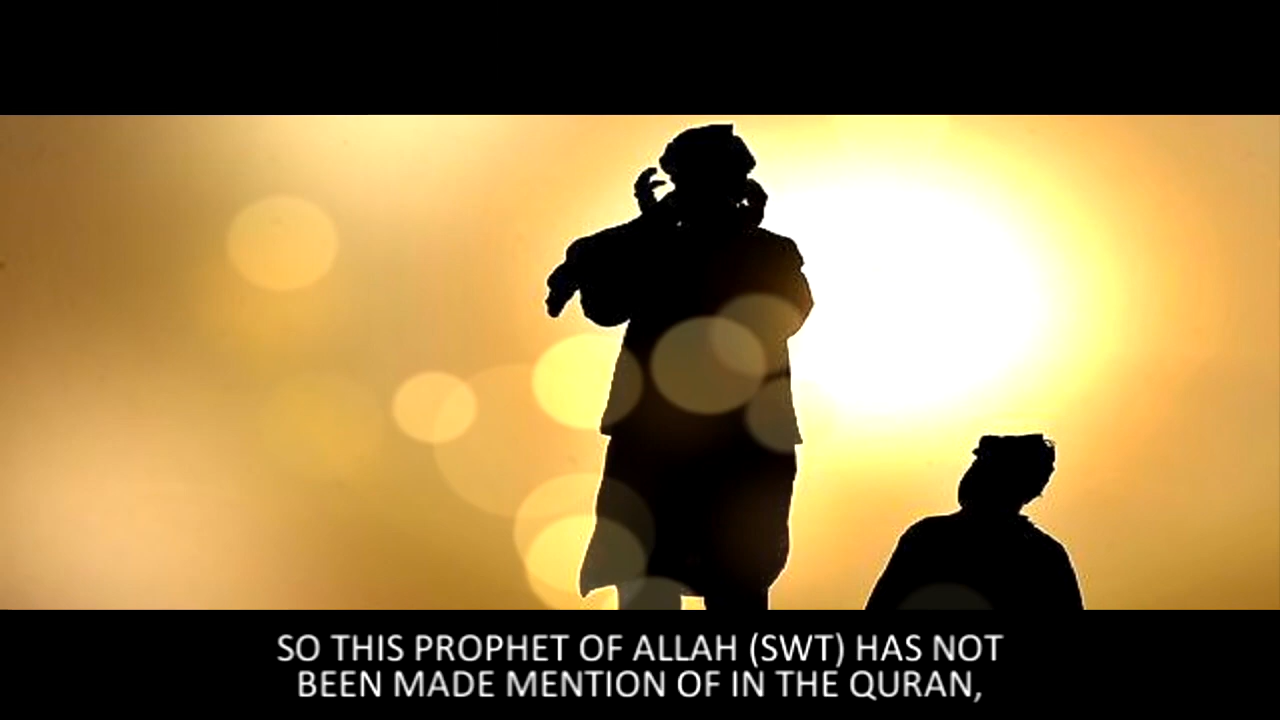 SO THIS PROPHET OF ALLAH (SWT) HAS NOT
BEEN MADE MENTION OF IN THE QURAN,